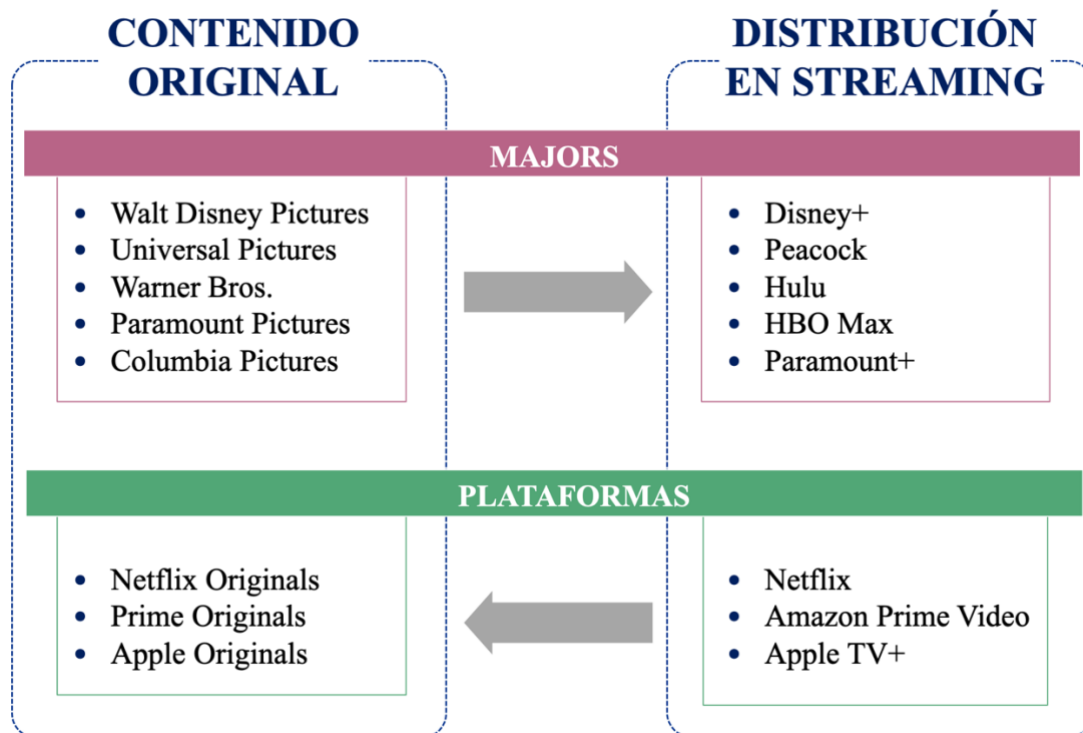 CONTENIDO
ORIGINAL
DISTRIBUCIÓN
EN STREAMING
MAJORS
• Walt Disney Pictures
• Universal Pictures
• Warner Bros.
• Paramount Pictures
• Columbia Pictures
• Disney+
• Peacock
• Hulu
• HBO Max
• Paramount+
PLATAFORMAS
• Netflix Originals
• Prime Originals
• Apple Originals
• Netflix
• Amazon Prime Video
• Apple TV+